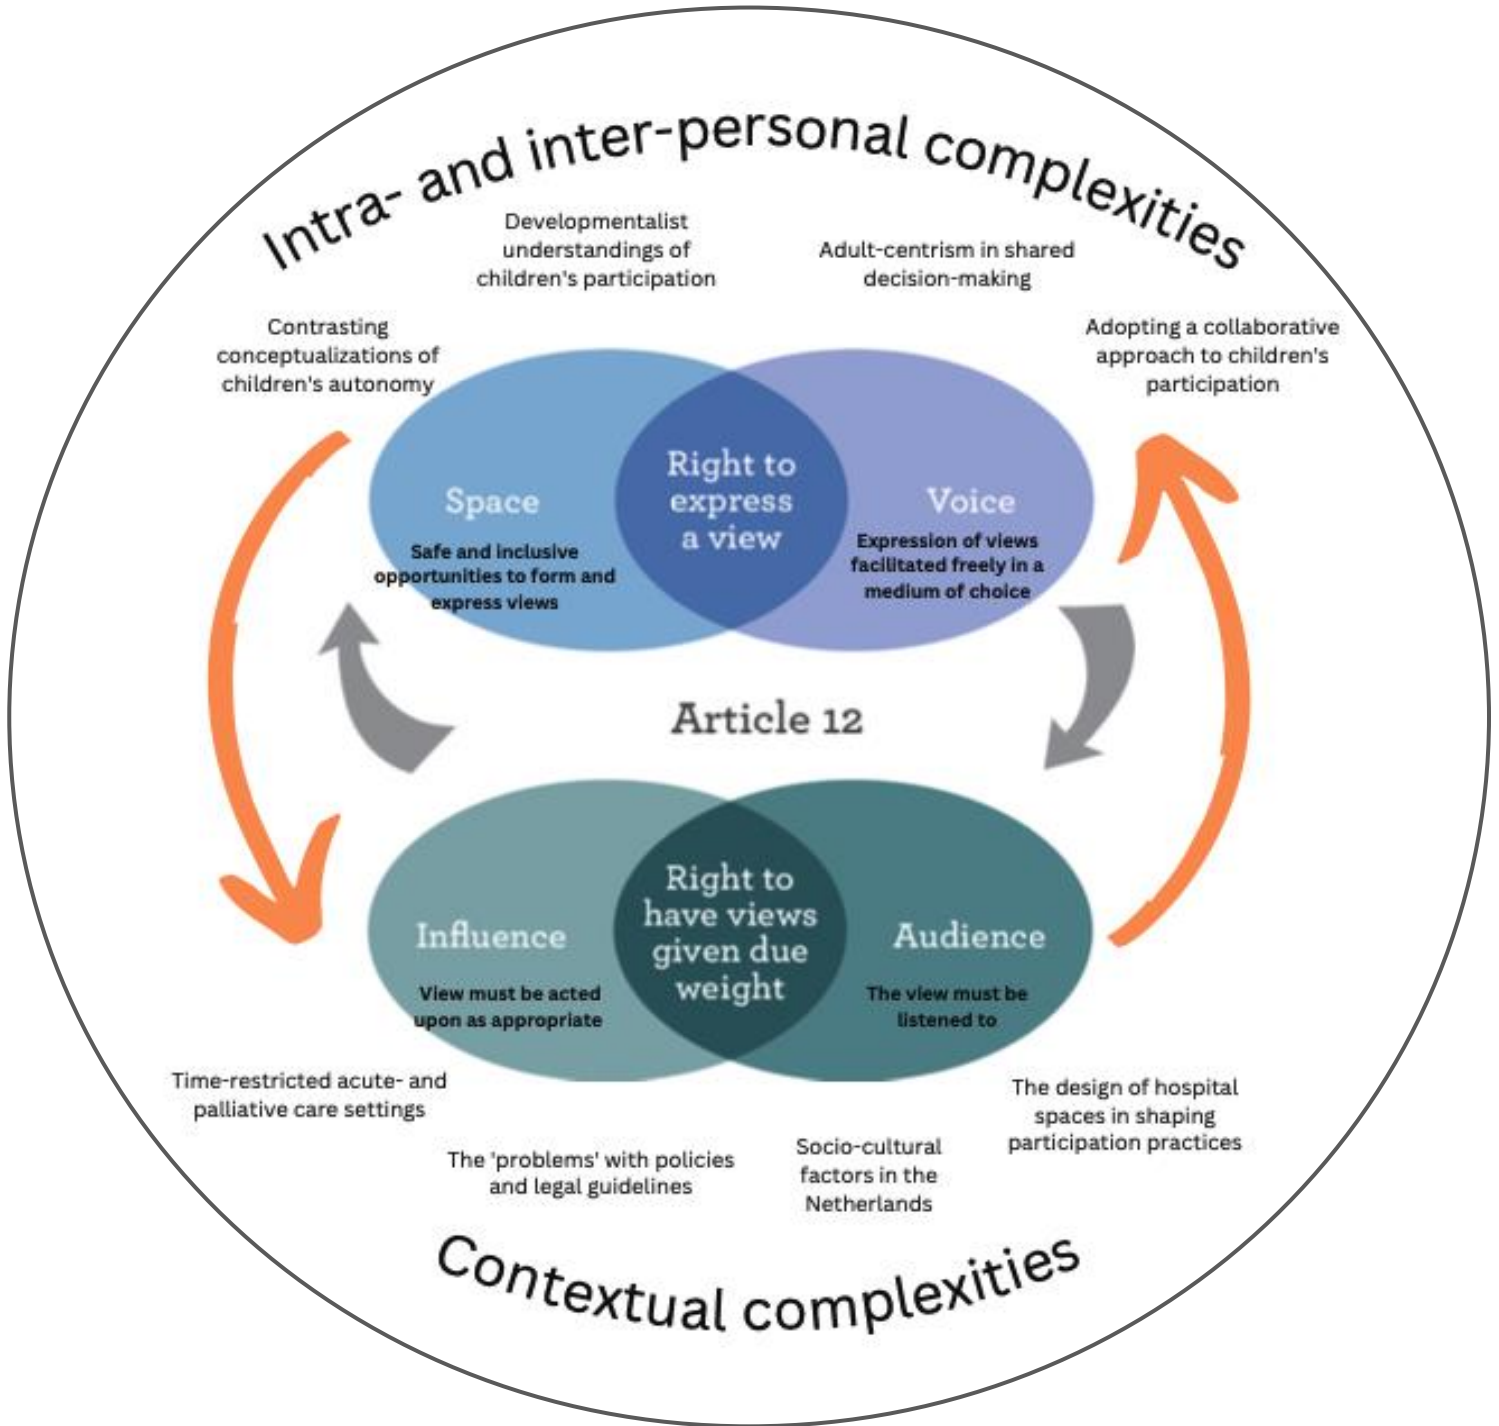 Intra- and inter-personal complexities
Developmentalist
understandings of
children's participation
Adult-centrism in shared
decision-making
Contrasting
conceptualizations of
children's autonomy
Adopting a collaborative
approach to children's
participation
Space
Safe and inclusive
opportunities to form and
express views
Right to
express
a view
Voice
Expression of views
facilitated freely in a
medium of choice
Article 12
Influence
View must be acted
upon as appropriate
Right to
have views
given due
weight
Audience
The view must be
listened to
Time-restricted acute- and
palliative care settings
The 'problems' with policies
and legal guidelines
Socio-cultural
factors in the
Netherlands
The design of hospital
spaces in shaping
participation practices
Contextual complexities